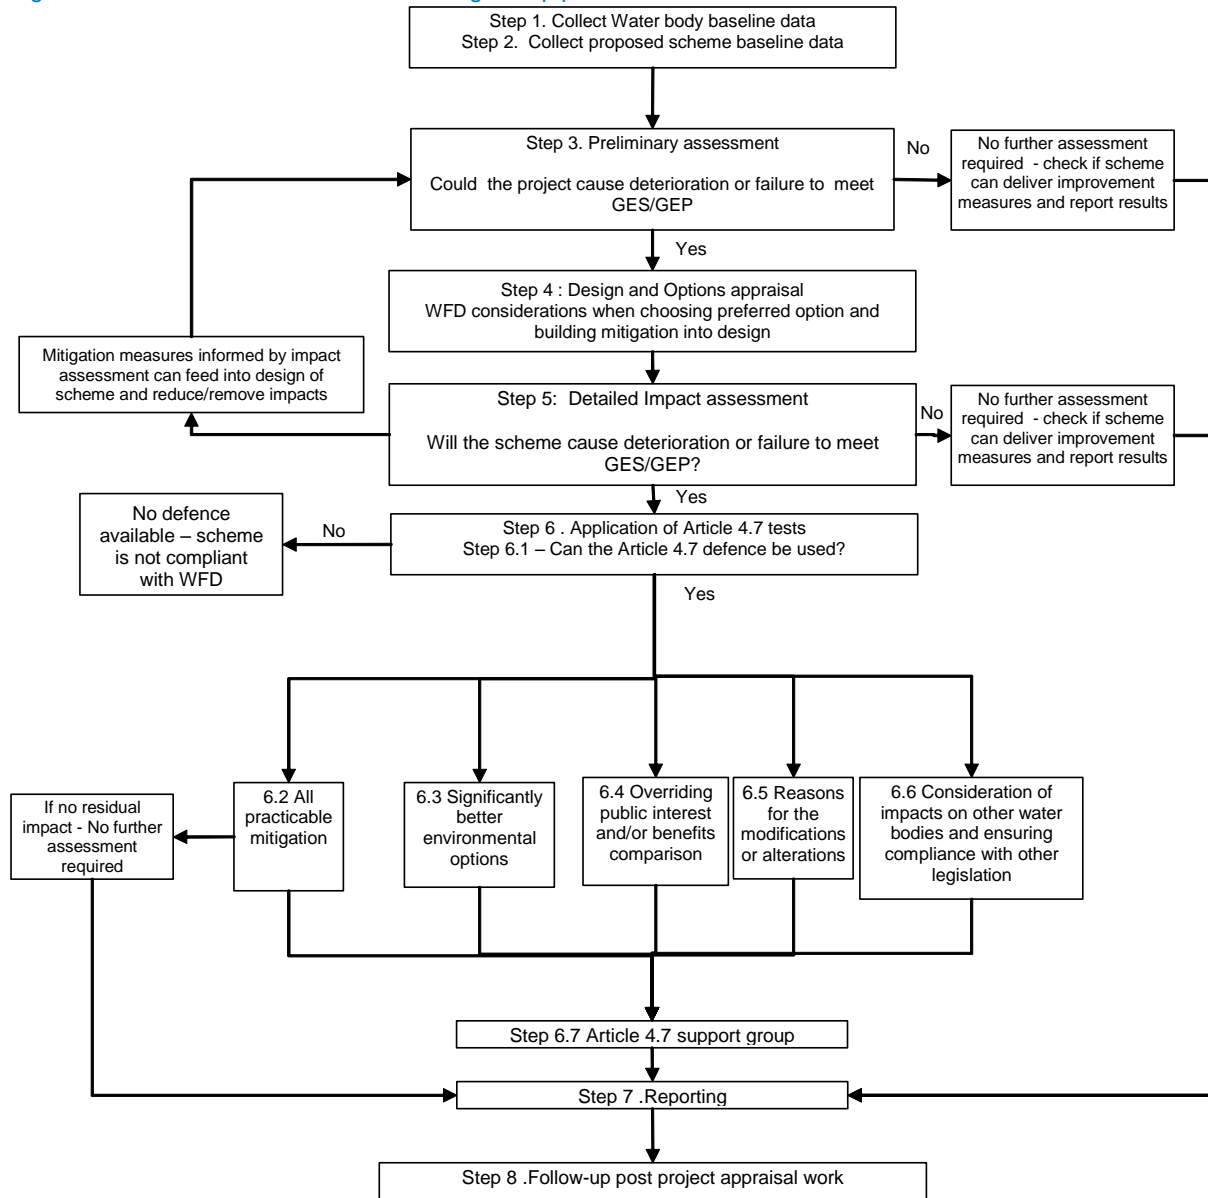 Step 1. Collect Water body baseline data
Step 2.  Collect proposed scheme baseline data
Step 3. Preliminary assessment
Could  the project cause deterioration or failure to  meet
GES/GEP
No
No further assessment
required  - check if scheme
can deliver improvement
measures and report results
Yes
Step 4 : Design and Options appraisal
WFD considerations when choosing preferred option and
building mitigation into design
Mitigation measures informed by impact
assessment can feed into design of
scheme and reduce/remove impacts
Step 5:  Detailed Impact assessment
Will the scheme cause deterioration or failure to meet
GES/GEP?
No
No further assessment
required  - check if scheme
can deliver improvement
measures and report results
Yes
No defence
available – scheme
is not compliant
with WFD
No
Step 6 . Application of Article 4.7 tests
Step 6.1 – Can the Article 4.7 defence be used?
Yes
If no residual
impact - No further
assessment
required
6.2 All
practicable
mitigation
6.3 Significantly
better
environmental
options
6.4 Overriding
public interest
and/or benefits
comparison
6.5 Reasons
for the
modifications
or alterations
6.6 Consideration of
impacts on other water
bodies and ensuring
compliance with other
legislation
Step 6.7 Article 4.7 support group
Step 7 .Reporting
Step 8 .Follow-up post project appraisal work